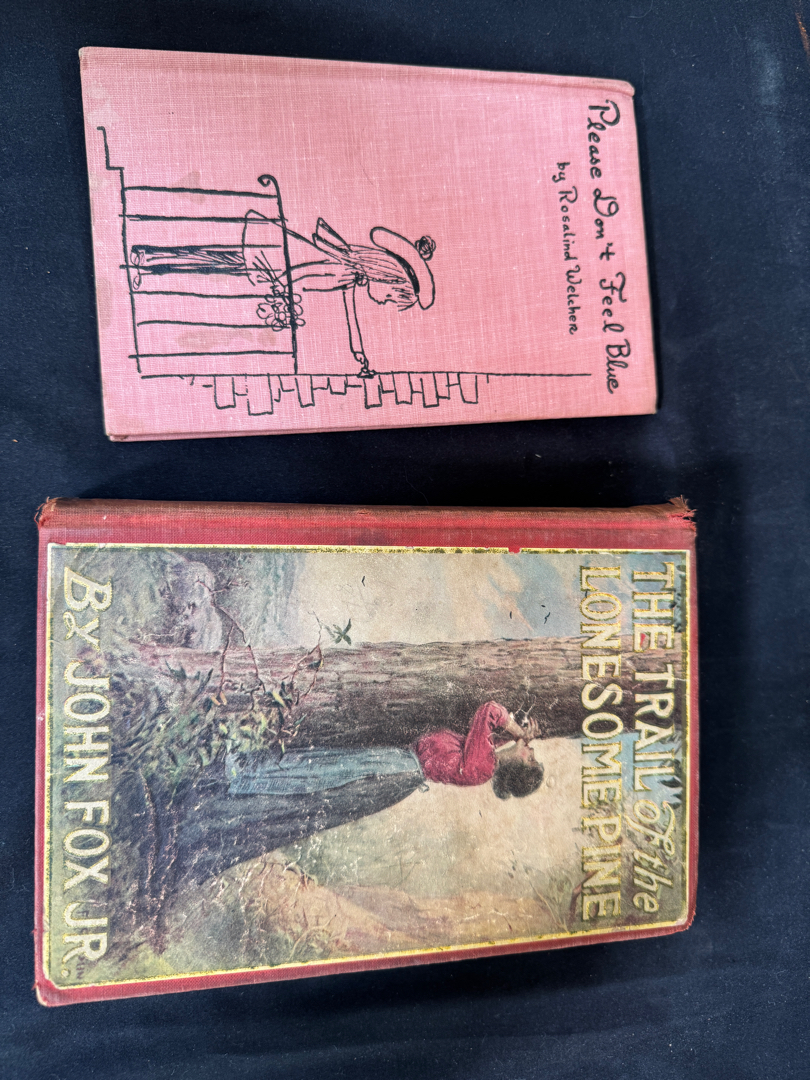 Please Don't Feel Blue
by Rosalind Welcher
THE TRAIL of the
LONESOME PINE
By JOHN FOX JR.